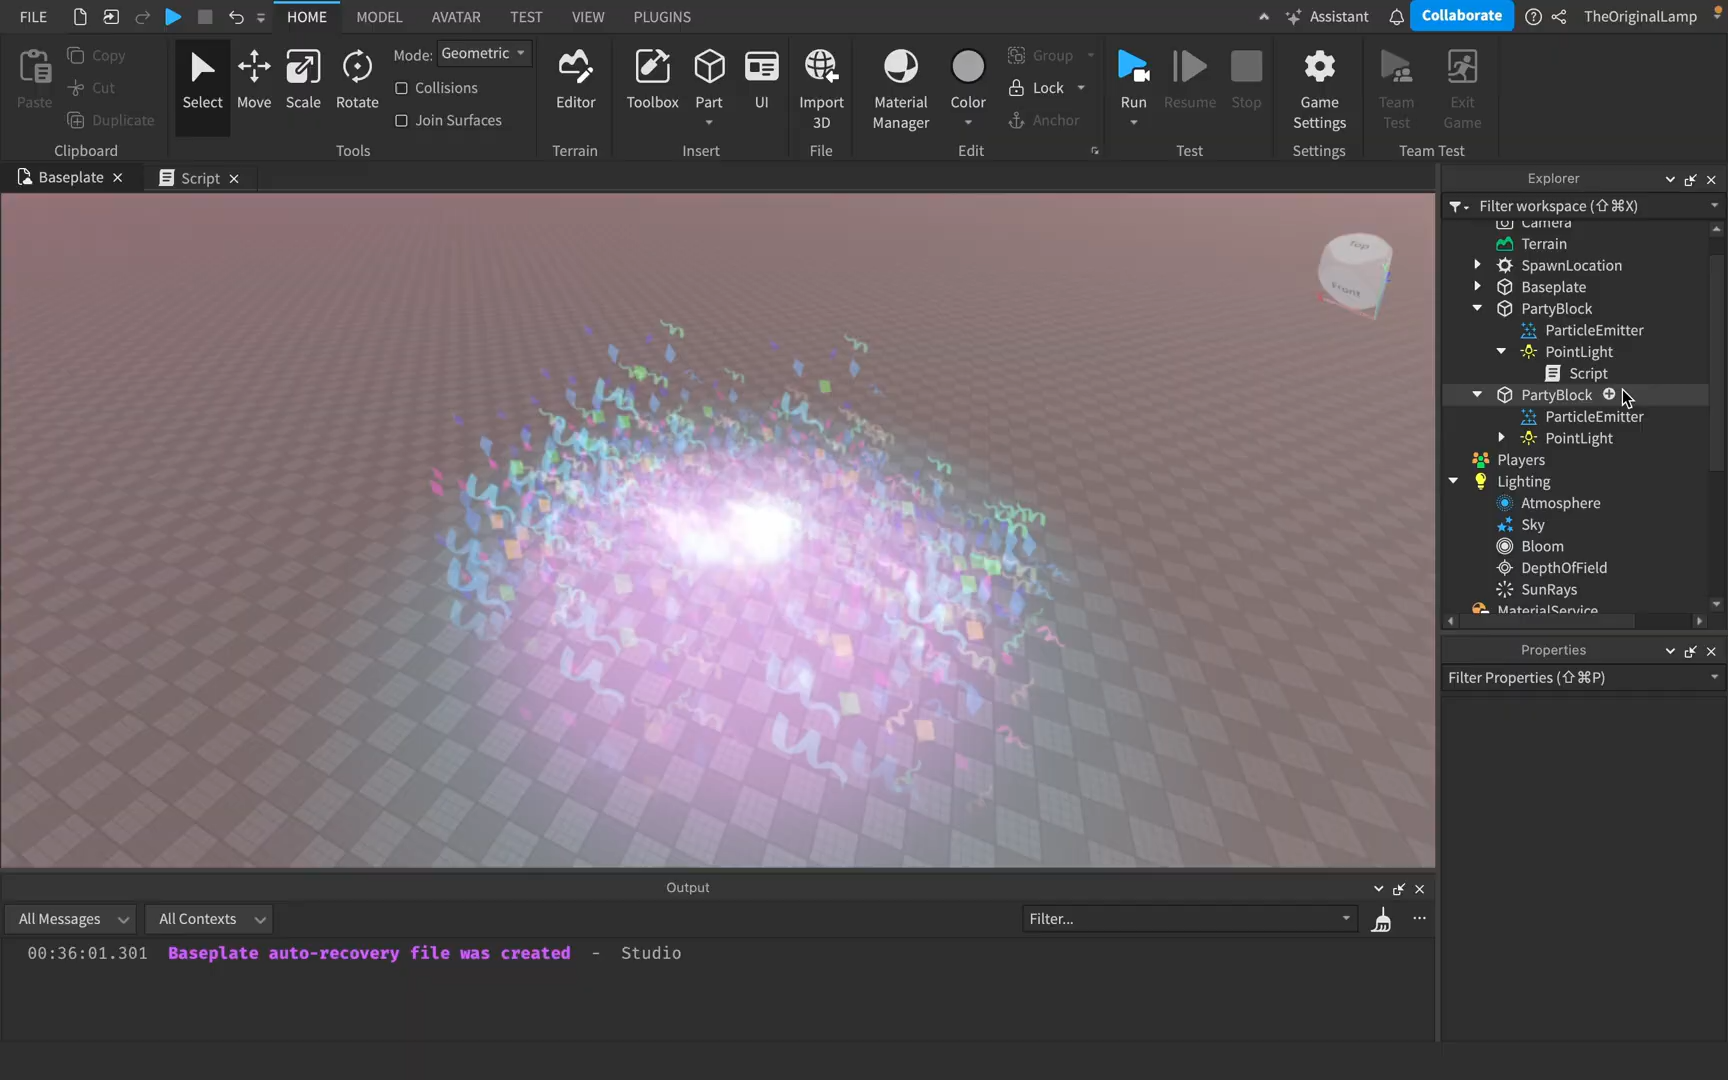 FILE HOME MODEL AVATAR TEST VIEW PLUGINS Assistant Collaborate TheOriginalLamp
Paste Copy Cut Duplicate
Clipboard
Select Move Scale Rotate Mode: Geometric
Collisions
Join Surfaces
Tools
Editor
Terrain
Toolbox Part UI
Insert
Import
3D
File
Material
Manager
Color
Group
Lock
Anchor
Edit
Run Resume Stop
Test
Game
Settings
Settings
Team
Test
Exit
Game
Team Test
Baseplate Script
Top
Front
Explorer
Filter workspace (⇧⌘X)
Camera
Terrain
SpawnLocation
Baseplate
PartyBlock
ParticleEmitter
PointLight
Script
PartyBlock
ParticleEmitter
PointLight
Players
Lighting
Atmosphere
Sky
Bloom
DepthOfField
SunRays
MaterialService
Properties
Filter Properties (⇧⌘P)
Output
All Messages All Contexts Filter...
00:36:01.301 Baseplate auto-recovery file was created - Studio